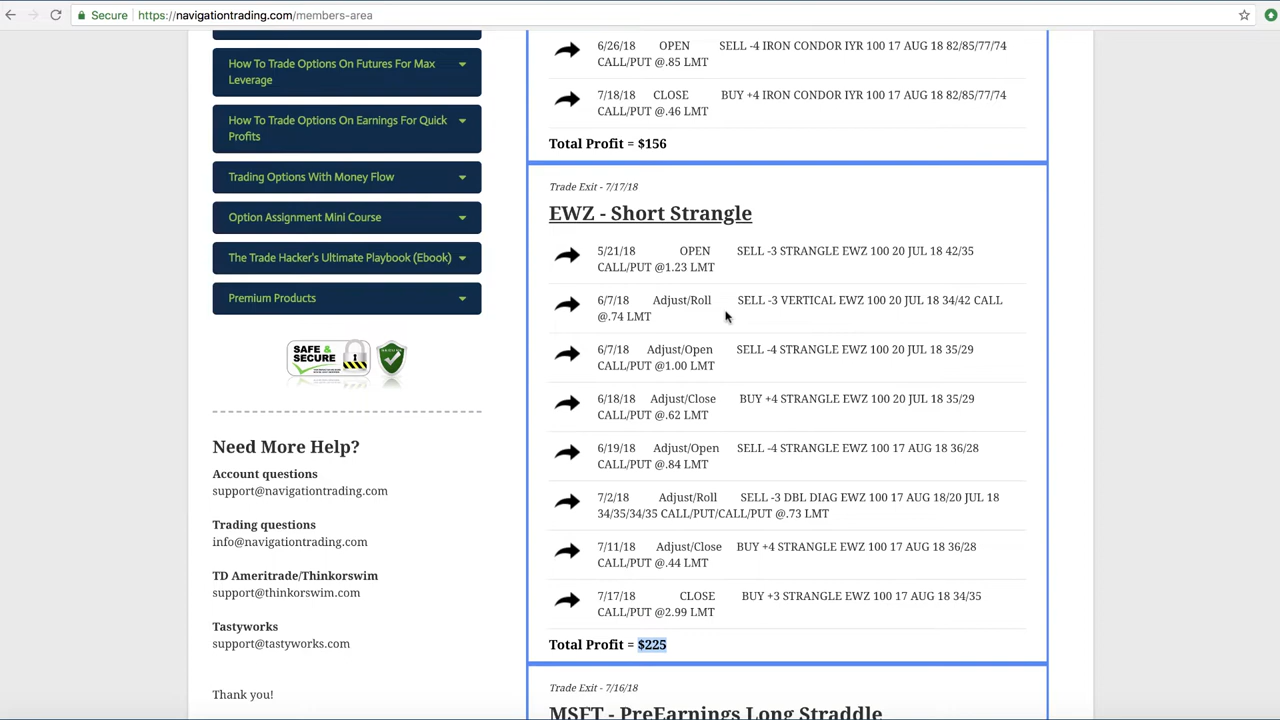 Secure
https://navigationtrading.com/members-area
How To Trade Options On Futures For Max
Leverage
How To Trade Options On Earnings For Quick
Profits
Trading Options With Money Flow
Option Assignment Mini Course
The Trade Hacker's Ultimate Playbook (Ebook)
Premium Products
SAFE &
SECURE
Need More Help?
Account questions
support@navigationtrading.com
Trading questions
info@navigationtrading.com
TD Ameritrade/Thinkorswim
support@thinkorswim.com
Tastyworks
support@tastyworks.com
Thank you!
6/26/18 OPEN SELL -4 IRON CONDOR IYR 100 17 AUG 18 82/85/77/74
CALL/PUT @.85 LMT
7/18/18 CLOSE BUY +4 IRON CONDOR IYR 100 17 AUG 18 82/85/77/74
CALL/PUT @.46 LMT
Total Profit = $156
Trade Exit - 7/17/18
EWZ - Short Strangle
5/21/18 OPEN SELL -3 STRANGLE EWZ 100 20 JUL 18 42/35
CALL/PUT @1.23 LMT
6/7/18 Adjust/Roll SELL -3 VERTICAL EWZ 100 20 JUL 18 34/42 CALL
@.74 LMT
6/7/18 Adjust/Open SELL -4 STRANGLE EWZ 100 20 JUL 18 35/29
CALL/PUT @1.00 LMT
6/18/18 Adjust/Close BUY +4 STRANGLE EWZ 100 20 JUL 18 35/29
CALL/PUT @.62 LMT
6/19/18 Adjust/Open SELL -4 STRANGLE EWZ 100 17 AUG 18 36/28
CALL/PUT @.84 LMT
7/2/18 Adjust/Roll SELL -3 DBL DIAG EWZ 100 17 AUG 18/20 JUL 18
34/35/34/35 CALL/PUT/CALL/PUT @.73 LMT
7/11/18 Adjust/Close BUY +4 STRANGLE EWZ 100 17 AUG 18 36/28
CALL/PUT @.44 LMT
7/17/18 CLOSE BUY +3 STRANGLE EWZ 100 17 AUG 18 34/35
CALL/PUT @2.99 LMT
Total Profit = $225
Trade Exit - 7/16/18
MSFT - PreEarnings Long Straddle